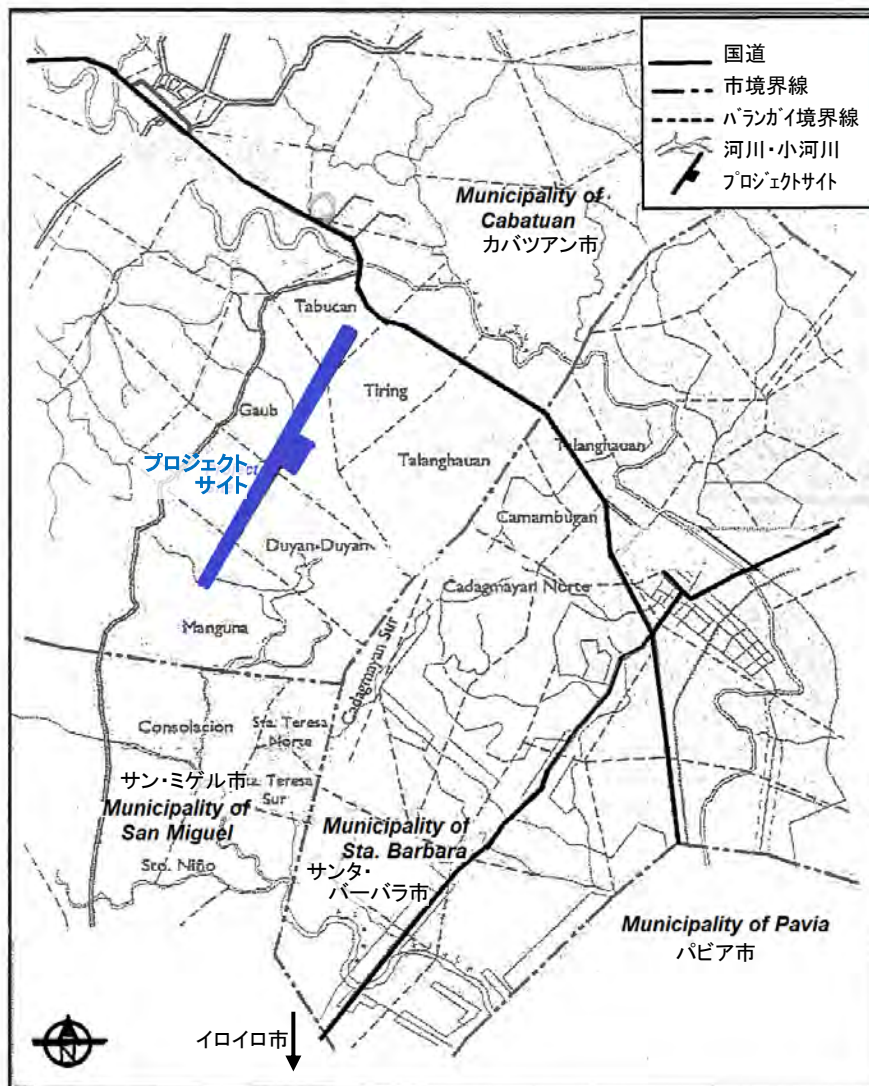 国道
市境界線
バランガイ境界線
河川・小河川
プロジェクトサイト
Municipality of
Cabatuan
カバツアン市
Tabucan
Tiring
Gaub
プロジェクト
サイト
Talanghauan
Talanghauan
Camambugan
Duyan-Duyan
Cadagmayan Norte
Manguna
Cadagmayan Sur
Consolacion
Sta. Teresa
Norte
サン・ミゲル市
Teresa
Sur
Municipality of
San Miguel
Municipality of
Sta. Barbara
サンタ・
バーバラ市
Sto. Niño
Municipality of Pavia
パビア市
イロイロ市
N